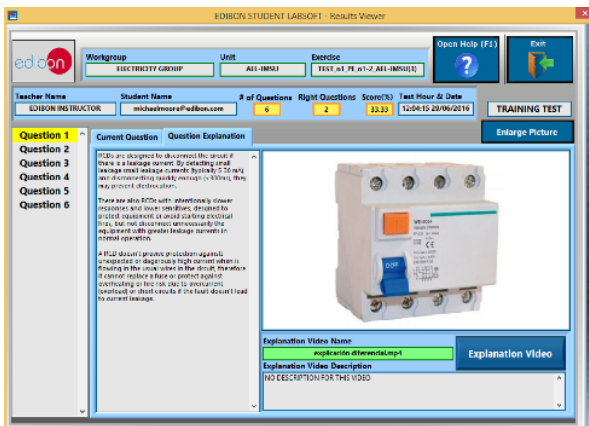 EDIBON STUDENT LABSOFT - Results Viewer
edibon
Workgroup
ELECTRICITY GROUP
Unit
AEL-IMSU
Exercise
TEST_n1_PE_n1-2_AEL-IMSU(3)
Open Help (F1)
Exit
Teacher Name
EDIBON INSTRUCTOR
Student Name
michaelmoore@edibon.com
# of Questions
6
Right Questions
2
Score(%)
33.33
Test Hour & Date
12:04:15 29/06/2016
TRAINING TEST
Question 1
Question 2
Question 3
Question 4
Question 5
Question 6
Current Question
Question Explanation
Enlarge Picture
RCDs are designed to disconnect the circuit if
there is a leakage current. By detecting small
leakage small leakage currents (typically 5-30 mA)
and disconnecting quickly enough (< 300ms), they
may prevent electrocution.
There are also RCDs with intentionally slower
responses and lower sensitives, designed to
protect equipment or avoid starting electrical
fires, but not disconnect unnecessarily the
equipment with greater leakage currents in
normal operation.
A RCD doesn't provide protection against
unexpected or dagerously high current when is
flowing in the usual wires in the circuit, therefore
it cannot replace a fuse or protect against
overheating or fire risk due to overcurrent
(overload) or short circuits if the fault doesn't lead
to current leakage.
Explanation Video Name
explicación diferencial.mp4
Explanation Video
Explanation Video Description
NO DESCRIPTION FOR THIS VIDEO